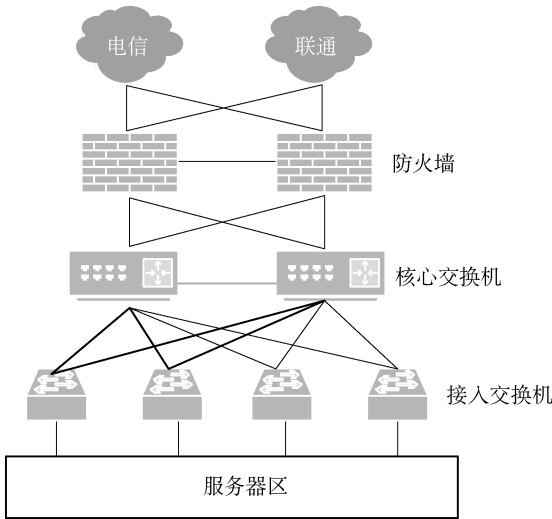 电信
联通
防火墙
核心交换机
接入交换机
服务器区